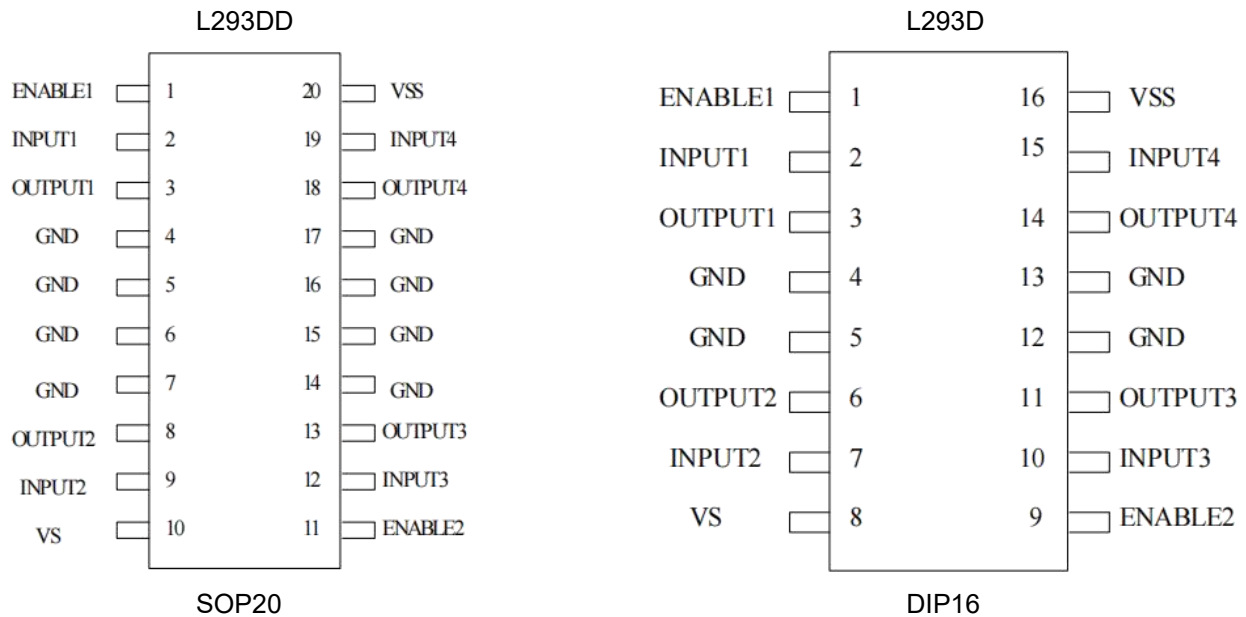 L293DD
ENABLE1 1 20 VSS
INPUT1 2 19 INPUT4
OUTPUT1 3 18 OUTPUT4
GND 4 17 GND
GND 5 16 GND
GND 6 15 GND
GND 7 14 GND
OUTPUT2 8 13 OUTPUT3
INPUT2 9 12 INPUT3
VS 10 11 ENABLE2
SOP20
L293D
ENABLE1 1 16 VSS
INPUT1 2 15 INPUT4
OUTPUT1 3 14 OUTPUT4
GND 4 13 GND
GND 5 12 GND
OUTPUT2 6 11 OUTPUT3
INPUT2 7 10 INPUT3
VS 8 9 ENABLE2
DIP16